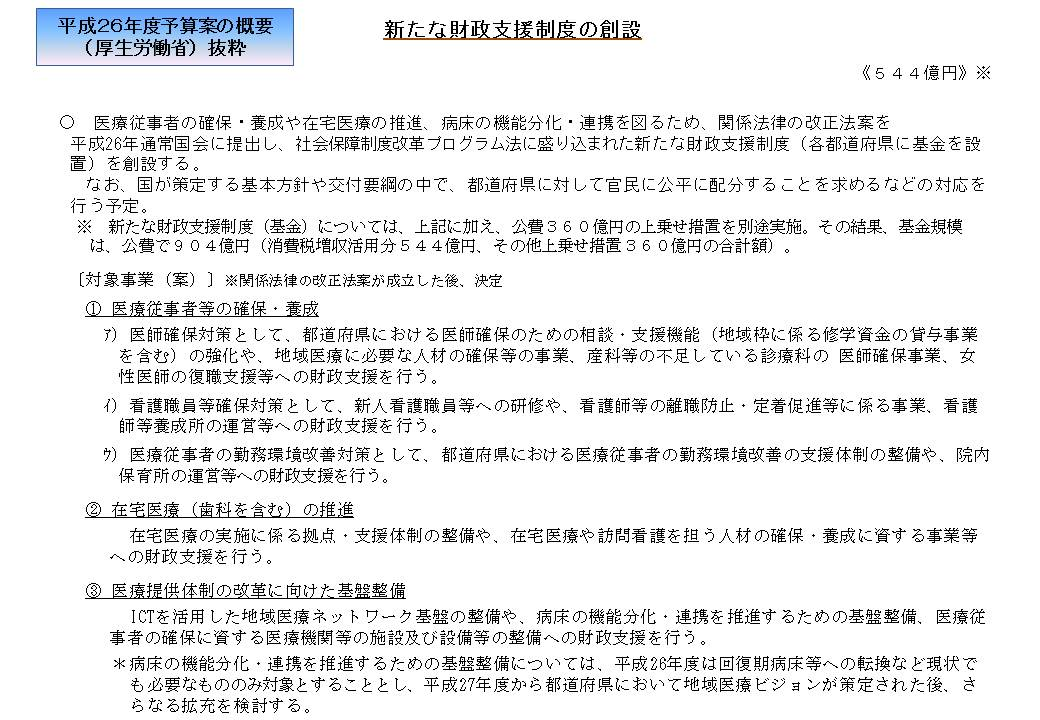 平成２６年度予算案の概要
（厚生労働省）抜粋
新たな財政支援制度の創設
《５４４億円》※
○　医療従事者の確保・養成や在宅医療の推進、病床の機能分化・連携を図るため、関係法律の改正法案を
平成26年通常国会に提出し、社会保障制度改革プログラム法に盛り込まれた新たな財政支援制度（各都道府県に基金を設
置）を創設する。
なお、国が策定する基本方針や交付要綱の中で、都道府県に対して官民に公平に配分することを求めるなどの対応を
行う予定。
※　新たな財政支援制度（基金）については、上記に加え、公費３６０億円の上乗せ措置を別途実施。その結果、基金規模
は、公費で９０４億円（消費税増収活用分５４４億円、その他上乗せ措置３６０億円の合計額）。
〔対象事業（案）〕※関係法律の改正法案が成立した後、決定
① 医療従事者等の確保・養成
ｱ) 医師確保対策として、都道府県における医師確保のための相談・支援機能（地域枠に係る修学資金の貸与事業
を含む）の強化や、地域医療に必要な人材の確保等の事業、産科等の不足している診療科の 医師確保事業、女
性医師の復職支援等への財政支援を行う。
ｲ) 看護職員等確保対策として、新人看護職員等への研修や、看護師等の離職防止・定着促進等に係る事業、看護
師等養成所の運営等への財政支援を行う。
ｳ) 医療従事者の勤務環境改善対策として、都道府県における医療従事者の勤務環境改善の支援体制の整備や、院内
保育所の運営等への財政支援を行う。
② 在宅医療（歯科を含む）の推進
在宅医療の実施に係る拠点・支援体制の整備や、在宅医療や訪問看護を担う人材の確保・養成に資する事業等
への財政支援を行う。
③ 医療提供体制の改革に向けた基盤整備
ICTを活用した地域医療ネットワーク基盤の整備や、病床の機能分化・連携を推進するための基盤整備、医療従
事者の確保に資する医療機関等の施設及び設備等の整備への財政支援を行う。
＊病床の機能分化・連携を推進するための基盤整備については、平成26年度は回復期病床等への転換など現状で
も必要なもののみ対象とすることとし、平成27年度から都道府県において地域医療ビジョンが策定された後、さ
らなる拡充を検討する。